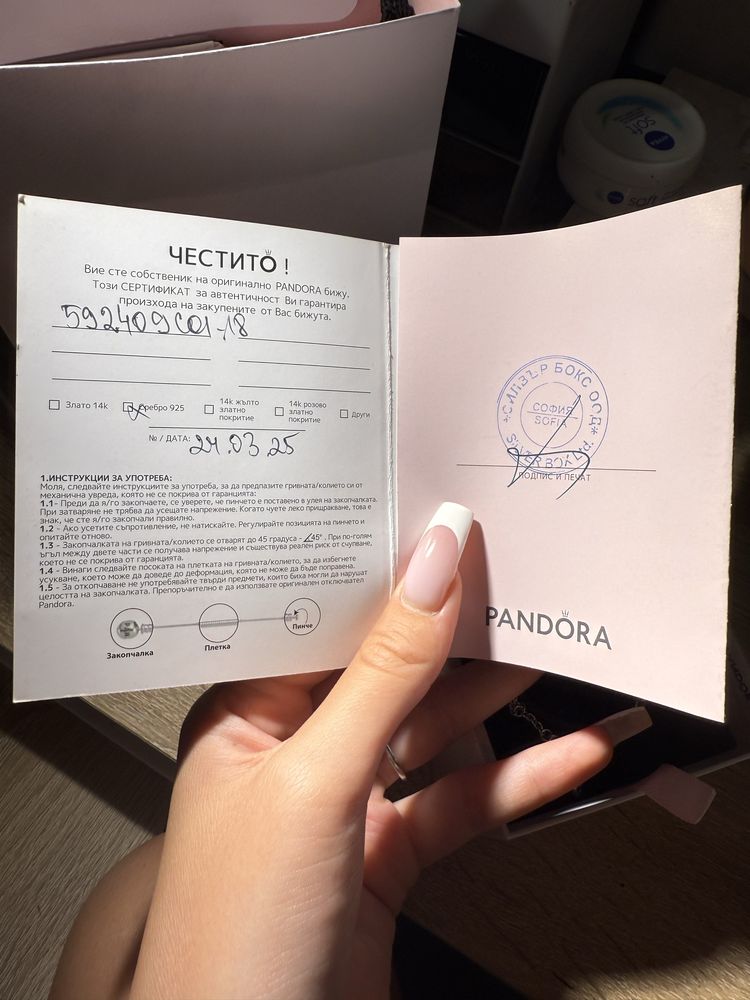 ЧЕСТИТО !
Вие сте собственик на оригинално PANDORA бижу.
Този СЕРТИФИКАТ за автентичност Ви гарантира
произхода на закупените от Вас бижута.
592409C01-18
Злато 14k
Сребро 925
14k жълто
златно
покритие
14k розово
златно
покритие
Други
№ / ДАТА: 24.03.25
1.ИНСТРУКЦИИ ЗА УПОТРЕБА:
Моля, следвайте инструкциите за употреба, за да предпазите гривната/колието си от
механична увреда, която не се покрива от гаранцията:
1.1- Преди да я/го закопчаете, се уверете, че пинчето е поставено в улея на закопчалката.
При затваряне не трябва да усещате напрежение. Когато чуете леко прищракване, това е
знак, че сте я/го закопчали правилно.
1.2 - Ако усетите съпротивление, не натискайте. Регулирайте позицията на пинчето и
опитайте отново.
1.3 - Закопчалката на гривната/колието се отварят до 45 градуса - ∠45° . При по-голям
ъгъл между двете части се получава напрежение и съществува реален риск от счупване,
което не се покрива от гаранцията.
1.4 - Винаги следвайте посоката на плетката на гривната/колието, за да избегнете
усукване, което може да доведе до деформация, която не може да бъде поправена.
1.5 - За откопчаване не употребявайте твърди предмети, които биха могли да нарушат
целостта на закопчалката. Препоръчително е да използвате оригинален отключвател
Pandora.
Закопчалка
Плетка
Пинче
*СИЛВЪР БОКС ООД*
СОФИЯ
SOFIA
SILVER BOX Ltd.
ПОДПИС И ПЕЧАТ
PANDORA
NIVEA
soft